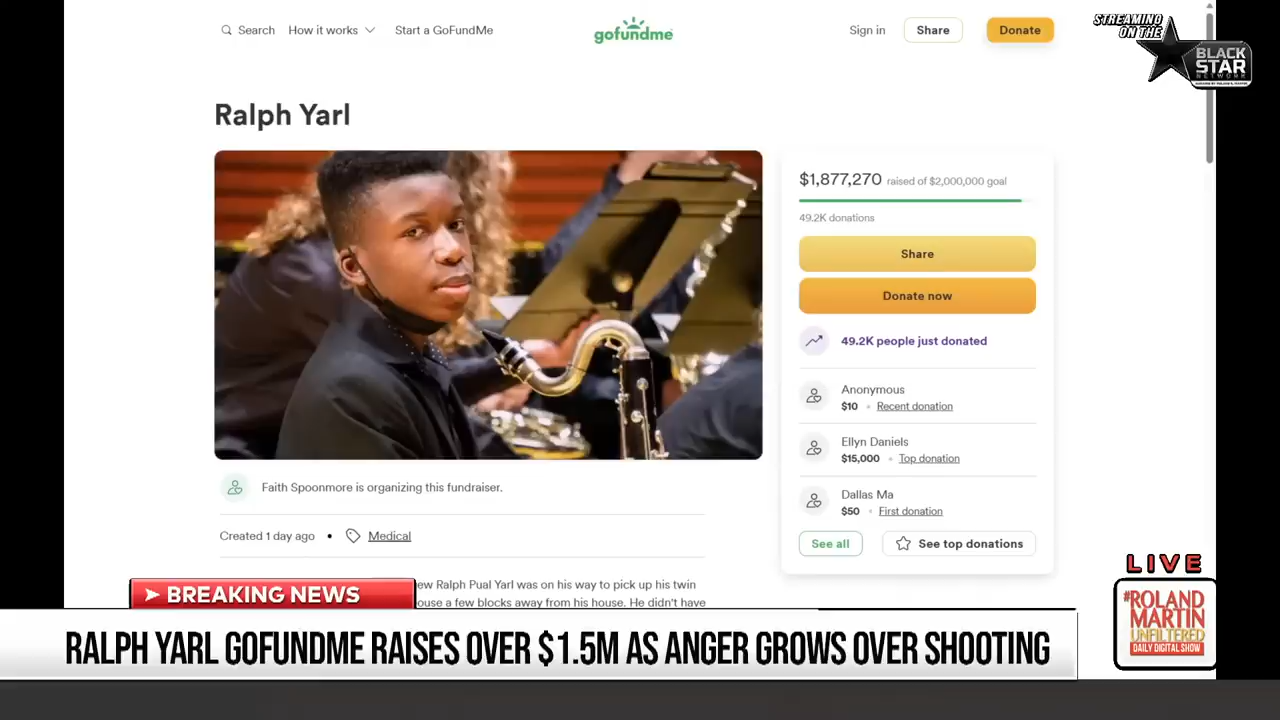 Search
How it works
Start a GoFundMe
gofundme
Sign in
Share
Donate
STREAMING
ON THE
BLACK
STAR
NETWORK
Ralph Yarl
$1,877,270 raised of $2,000,000 goal
49.2K donations
Share
Donate now
49.2K people just donated
Anonymous
$10 • Recent donation
Ellyn Daniels
$15,000 • Top donation
Dallas Ma
$50 • First donation
See all
See top donations
Faith Spoonmore is organizing this fundraiser.
Created 1 day ago • Medical
Ralph Pual Yarl was on his way to pick up his twin
a few blocks away from his house. He didn't have
BREAKING NEWS
RALPH YARL GOFUNDME RAISES OVER $1.5M AS ANGER GROWS OVER SHOOTING
LIVE
#ROLAND
MARTIN
UNFILTERED
DAILY DIGITAL SHOW